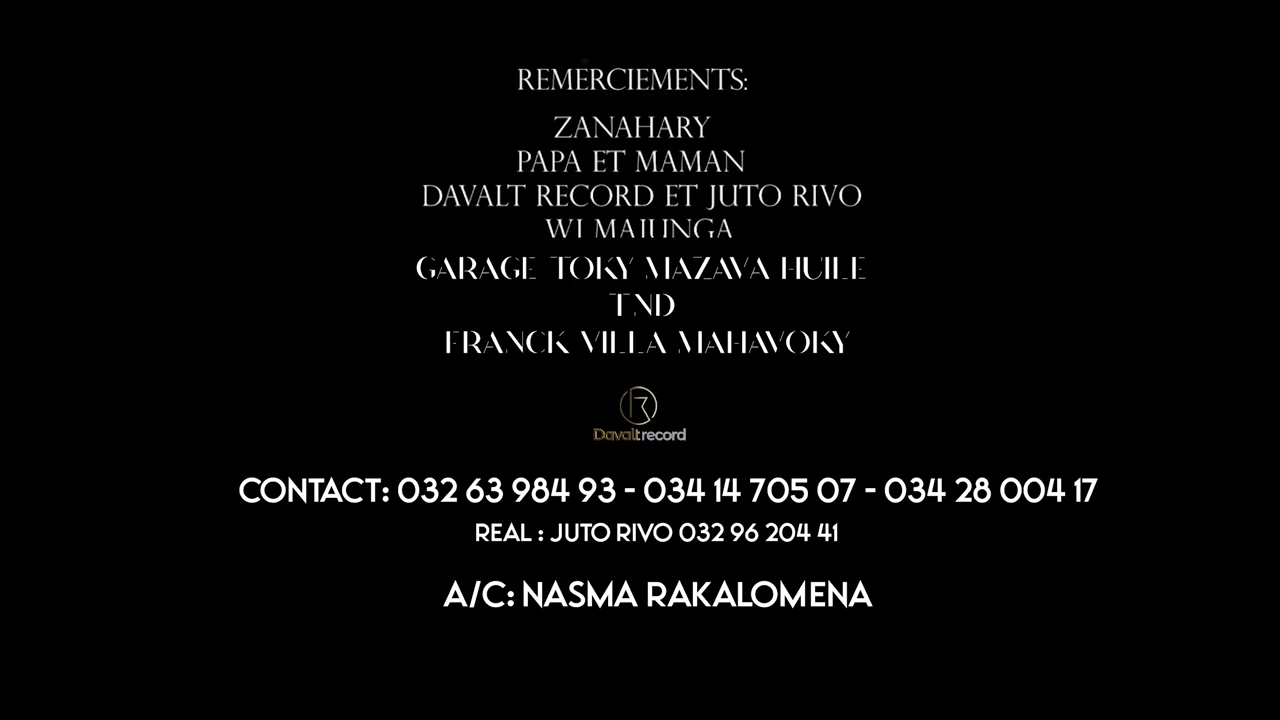 REMERCIEMENTS:
ZANAHARY
PAPA ET MAMAN
DAVALT RECORD ET JUTO RIVO
WI MAJUNGA
GARAGE TOKY MAZAVA HUILE
TND
FRANCK VILLA MAHAVOKY
Davalt record
CONTACT: 032 63 984 93 - 034 14 705 07 - 034 28 004 17
REAL : JUTO RIVO 032 96 204 41
A/C: NASMA RAKALOMENA